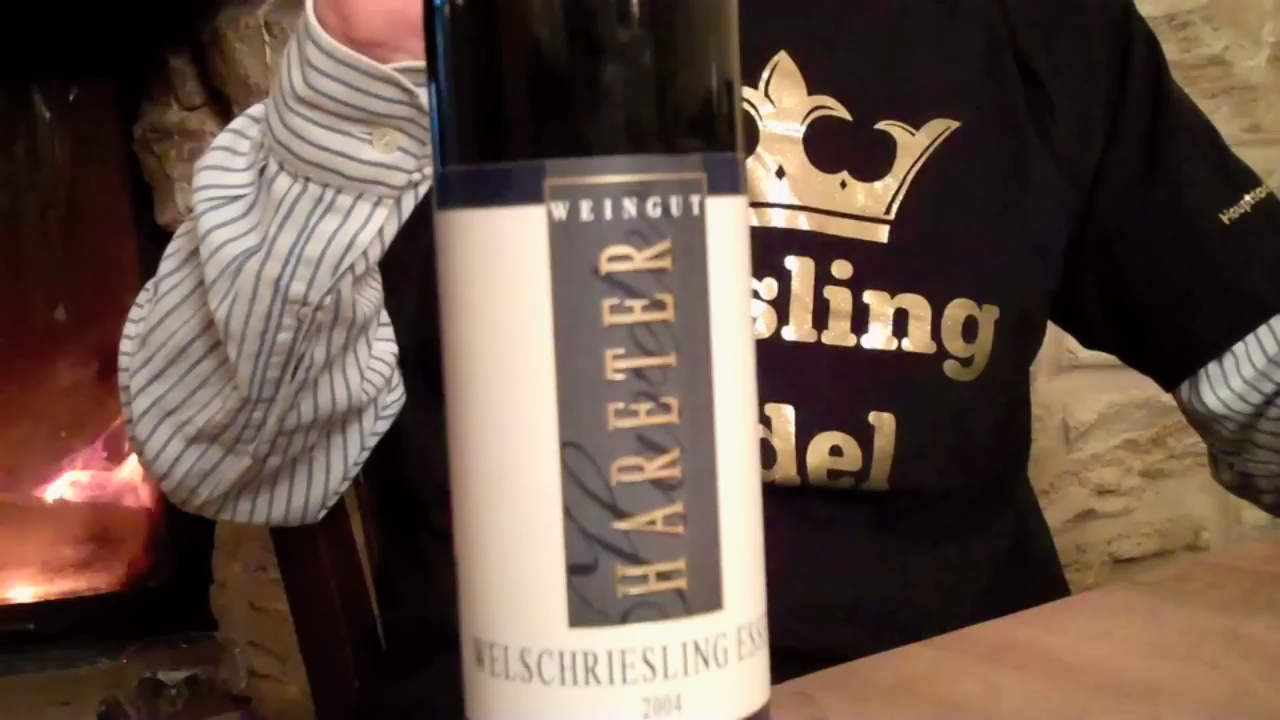 WEINGUT
HARETER
WELSCHRIESLING ESS
2004
sling
del